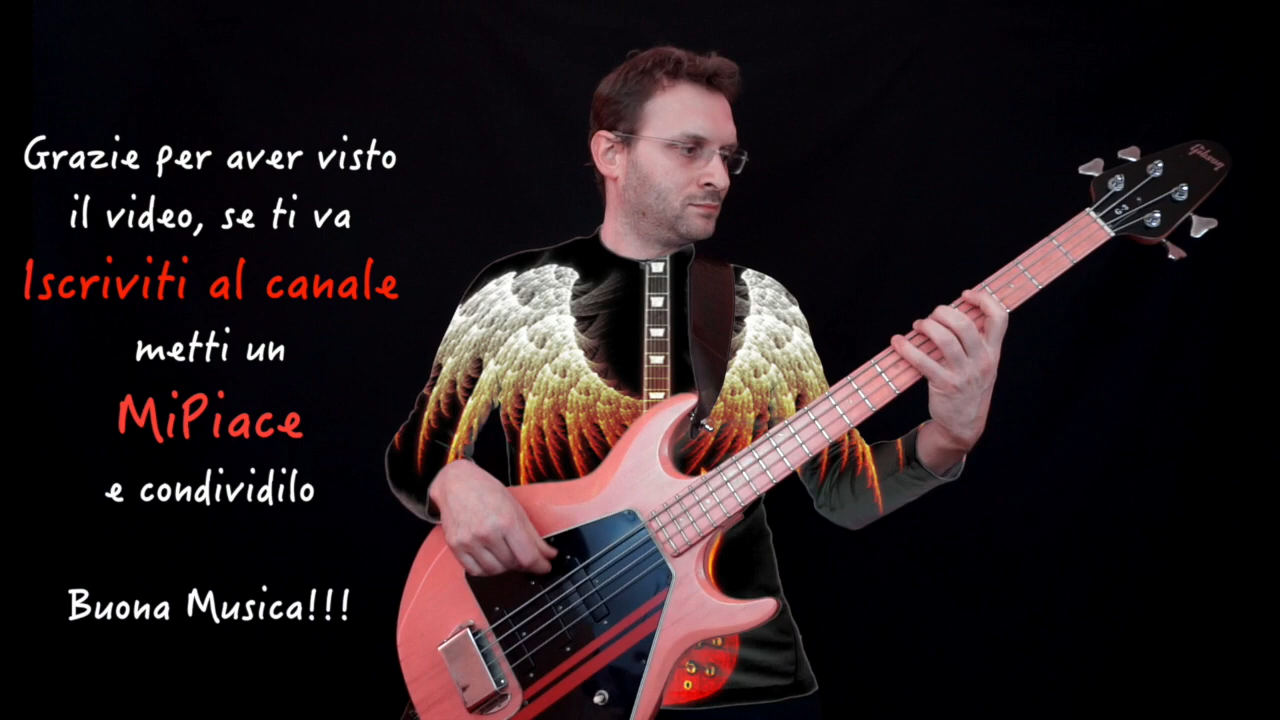 Grazie per aver visto
il video, se ti va
Iscriviti al canale
metti un
MiPiace
e condividilo
Buona Musica!!!